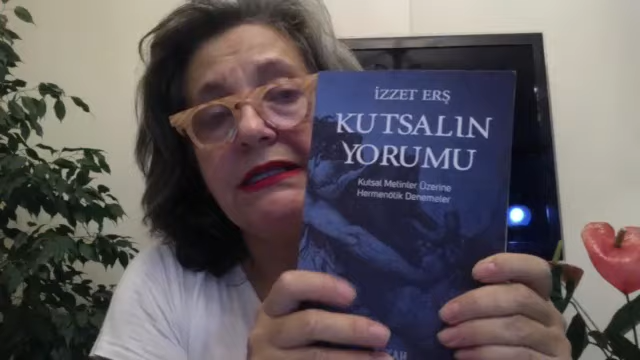 İZZET ERŞ
KUTSALIN
YORUMU
Kutsal Metinler Üzerine
Hermenötik Denemeler